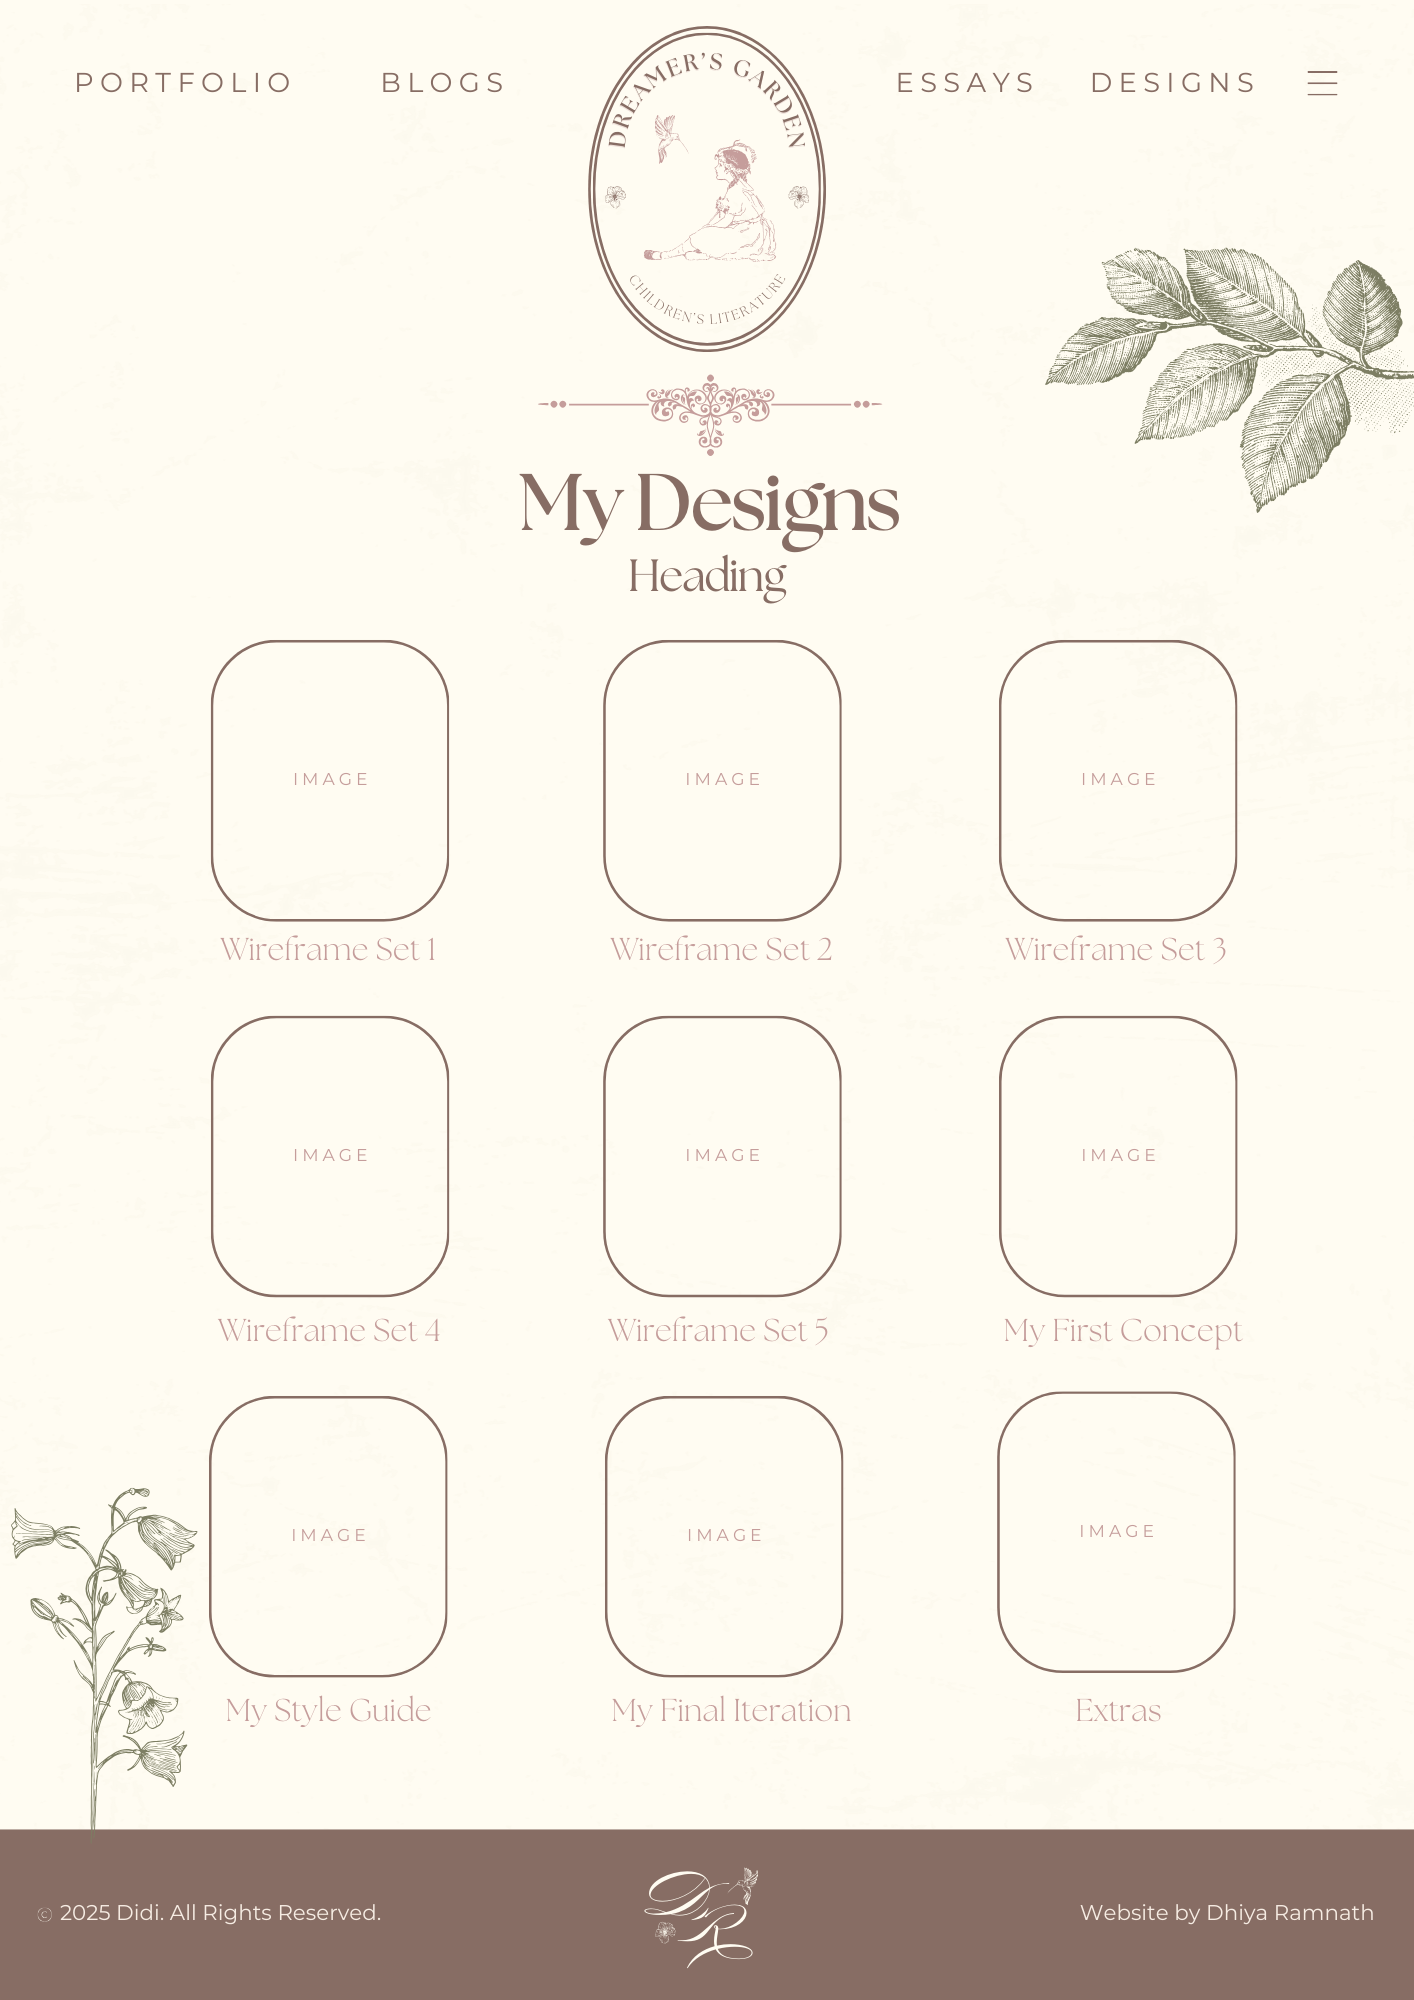 PORTFOLIO BLOGS ESSAYS DESIGNS
DREAMER'S GARDEN
CHILDREN'S LITERATURE
My Designs
Heading
IMAGE IMAGE IMAGE
Wireframe Set 1 Wireframe Set 2 Wireframe Set 3
IMAGE IMAGE IMAGE
Wireframe Set 4 Wireframe Set 5 My First Concept
IMAGE IMAGE IMAGE
My Style Guide My Final Iteration Extras
© 2025 Didi. All Rights Reserved. DR Website by Dhiya Ramnath